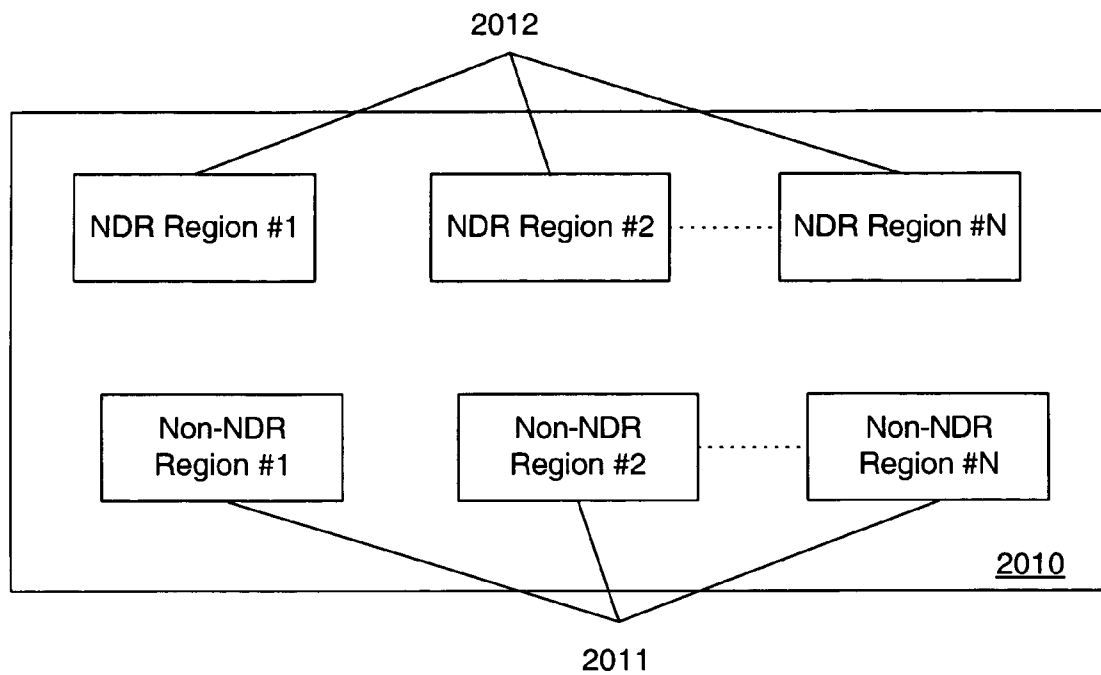 2012
NDR Region #1
NDR Region #2
NDR Region #N
Non-NDR
Region #1
Non-NDR
Region #2
Non-NDR
Region #N
2010
2011